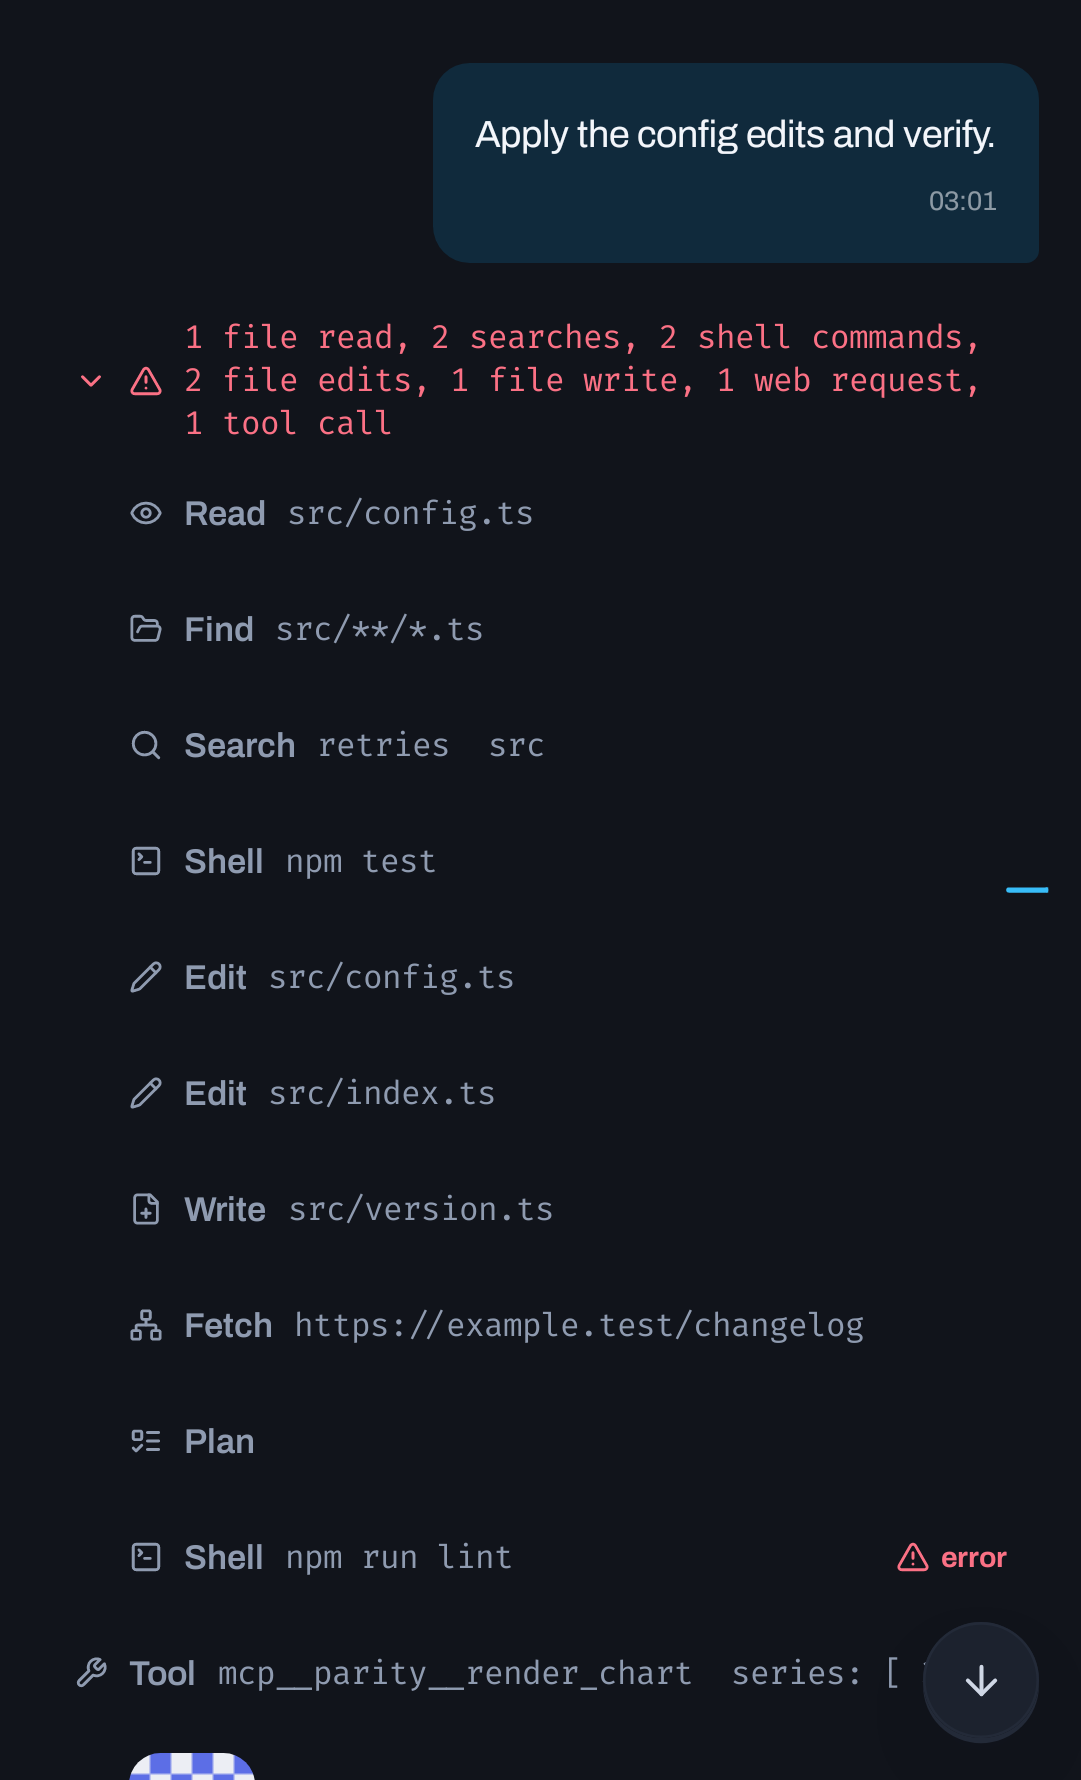 Apply the config edits and verify.
03:01
1 file read, 2 searches, 2 shell commands,
2 file edits, 1 file write, 1 web request,
1 tool call
Read src/config.ts
Find src/**/*.ts
Search retries src
Shell npm test
Edit src/config.ts
Edit src/index.ts
Write src/version.ts
Fetch https://example.test/changelog
Plan
Shell npm run lint error
Tool mcp__parity__render_chart series: [